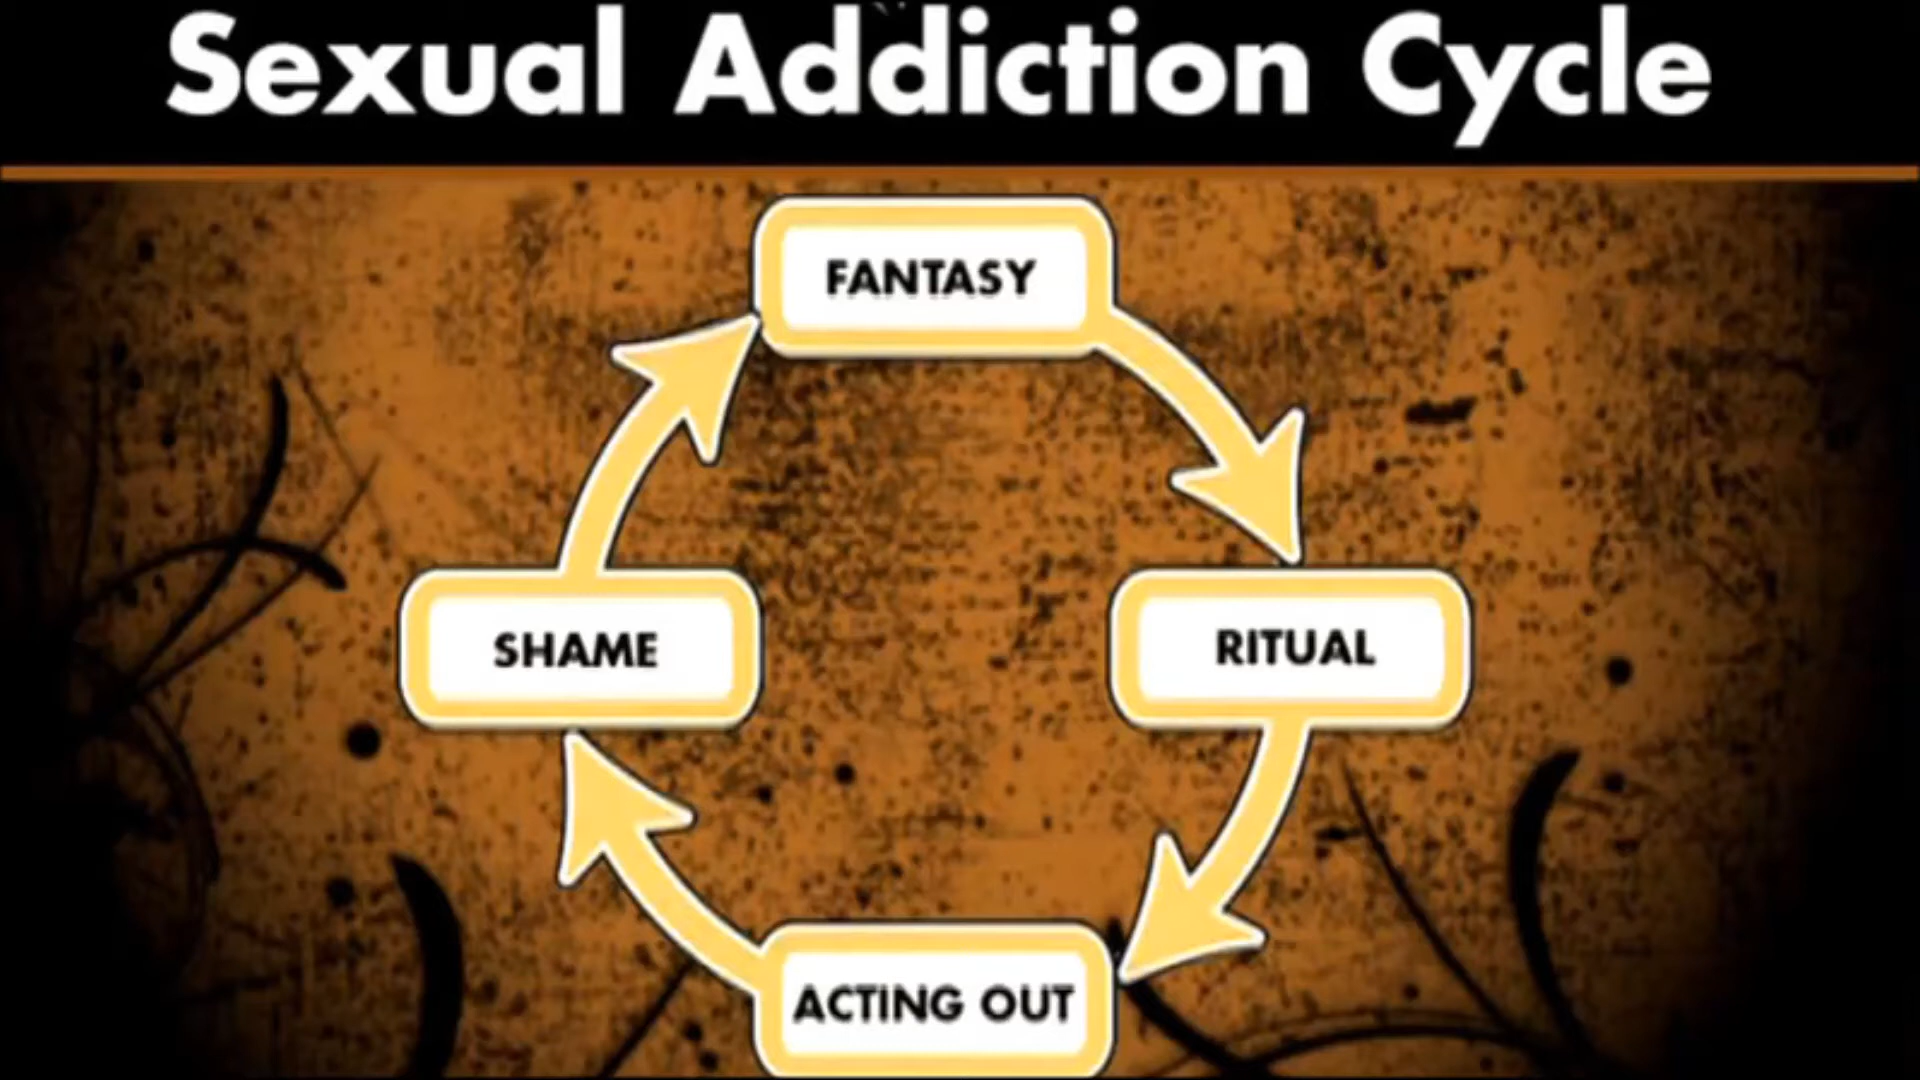 Sexual Addiction Cycle
FANTASY
SHAME
RITUAL
ACTING OUT